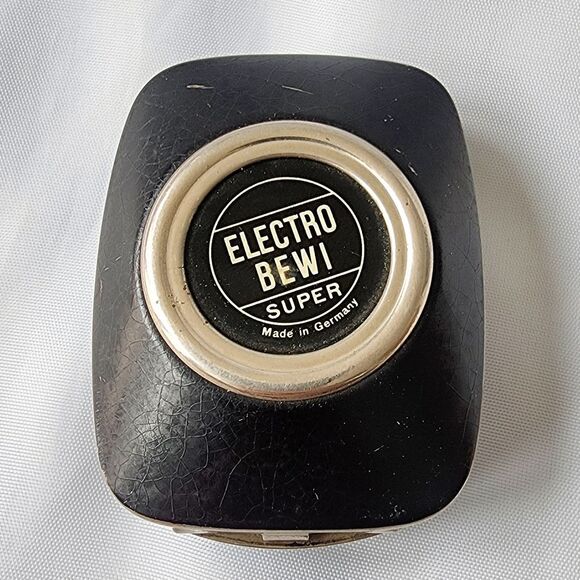 ELECTRO
BEWI
SUPER
Made in Germany